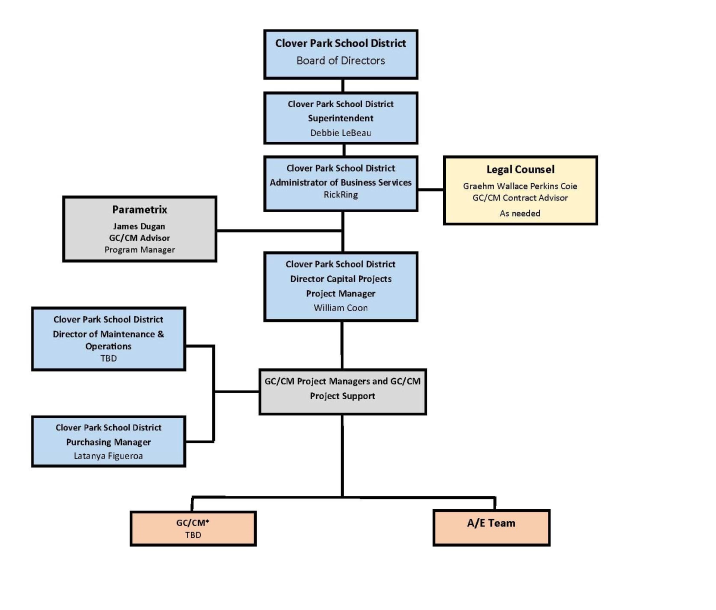 Clover Park School District
Board of Directors
Clover Park School District
Superintendent
Debbie LeBeau
Clover Park School District
Administrator of Business Services
RickRing
Legal Counsel
Graehm Wallace Perkins Coie
GC/CM Contract Advisor
As needed
Parametrix
James Dugan
GC/CM Advisor
Program Manager
Clover Park School District
Director Capital Projects
Project Manager
William Coon
Clover Park School District
Director of Maintenance &
Operations
TBD
GC/CM Project Managers and GC/CM
Project Support
Clover Park School District
Purchasing Manager
Latanya Figueroa
GC/CM*
TBD
A/E Team